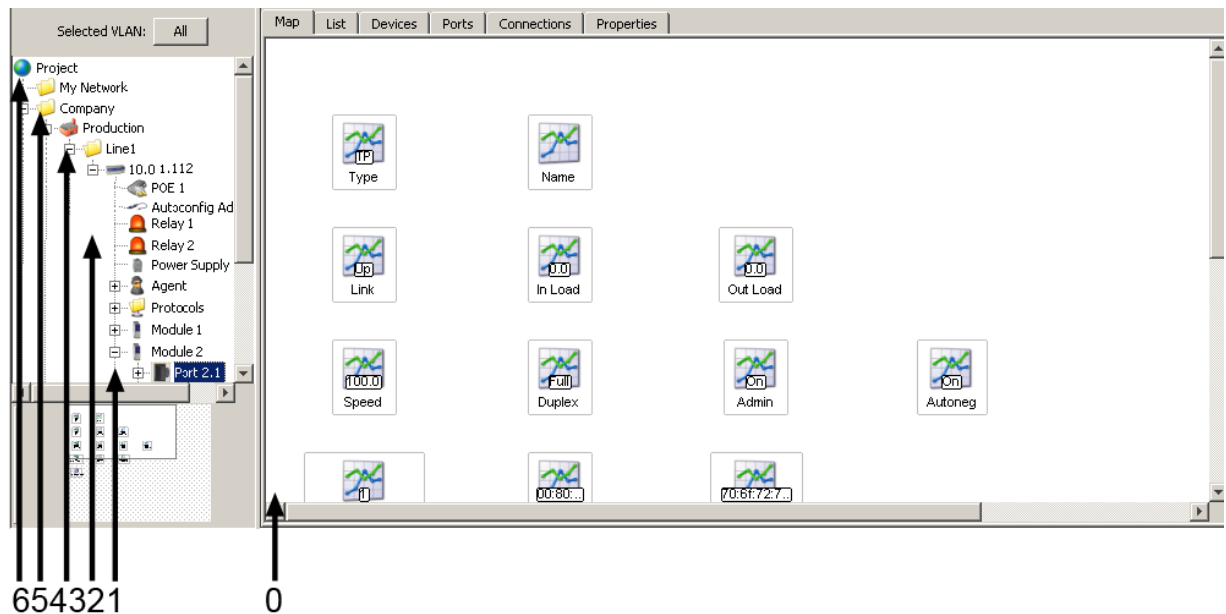 Selected VLAN: All
Map List Devices Ports Connections Properties
Project
My Network
Company
Production
Line1
10.0 1.112
POE 1
Autoconfig Ad
Relay 1
Relay 2
Power Supply
Agent
Protocols
Module 1
Module 2
Port 2.1
TP
Type Name
Up 0.0 0.0
Link In Load Out Load
100.0 Full On On
Speed Duplex Admin Autoneg
1 00:80:... 70:6f:72:7...
654321 0